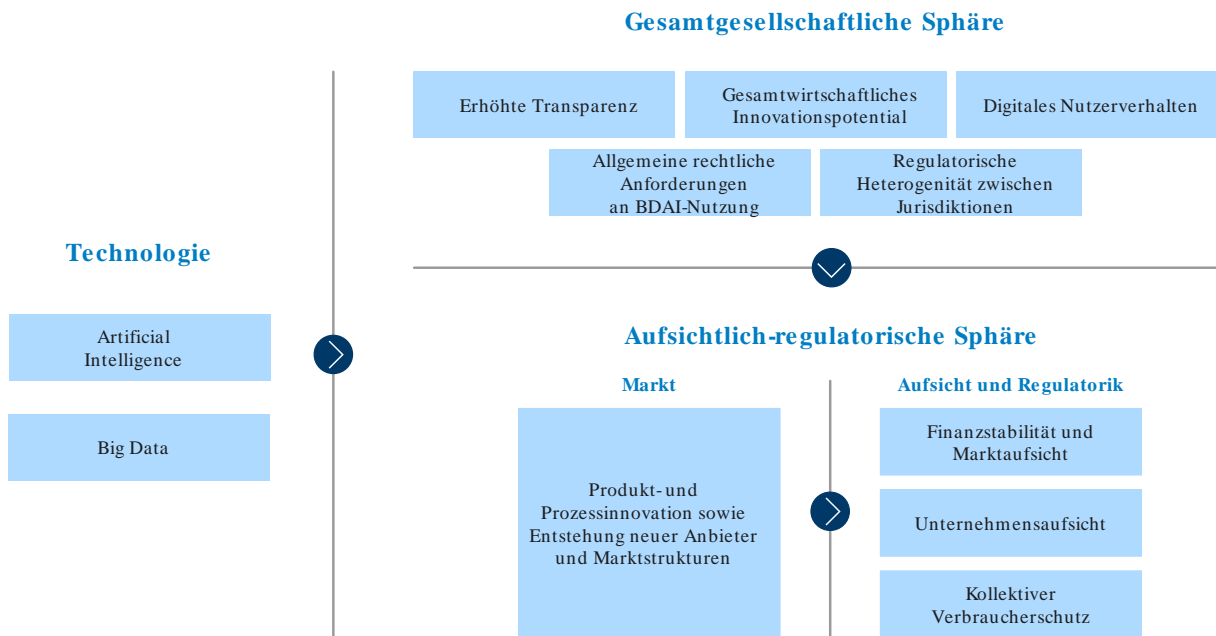 Gesamtgesellschaftliche Sphäre
Erhöhte Transparenz
Gesamtwirtschaftliches
Innovationspotential
Digitales Nutzerverhalten
Allgemeine rechtliche
Anforderungen
an BDAI-Nutzung
Regulatorische
Heterogenität zwischen
Jurisdiktionen
Technologie
Artificial
Intelligence
Big Data
Aufsichtlich-regulatorische Sphäre
Markt
Produkt- und
Prozessinnovation sowie
Entstehung neuer Anbieter
und Marktstrukturen
Aufsicht und Regulatorik
Finanzstabilität und
Marktaufsicht
Unternehmensaufsicht
Kollektiver
Verbraucherschutz